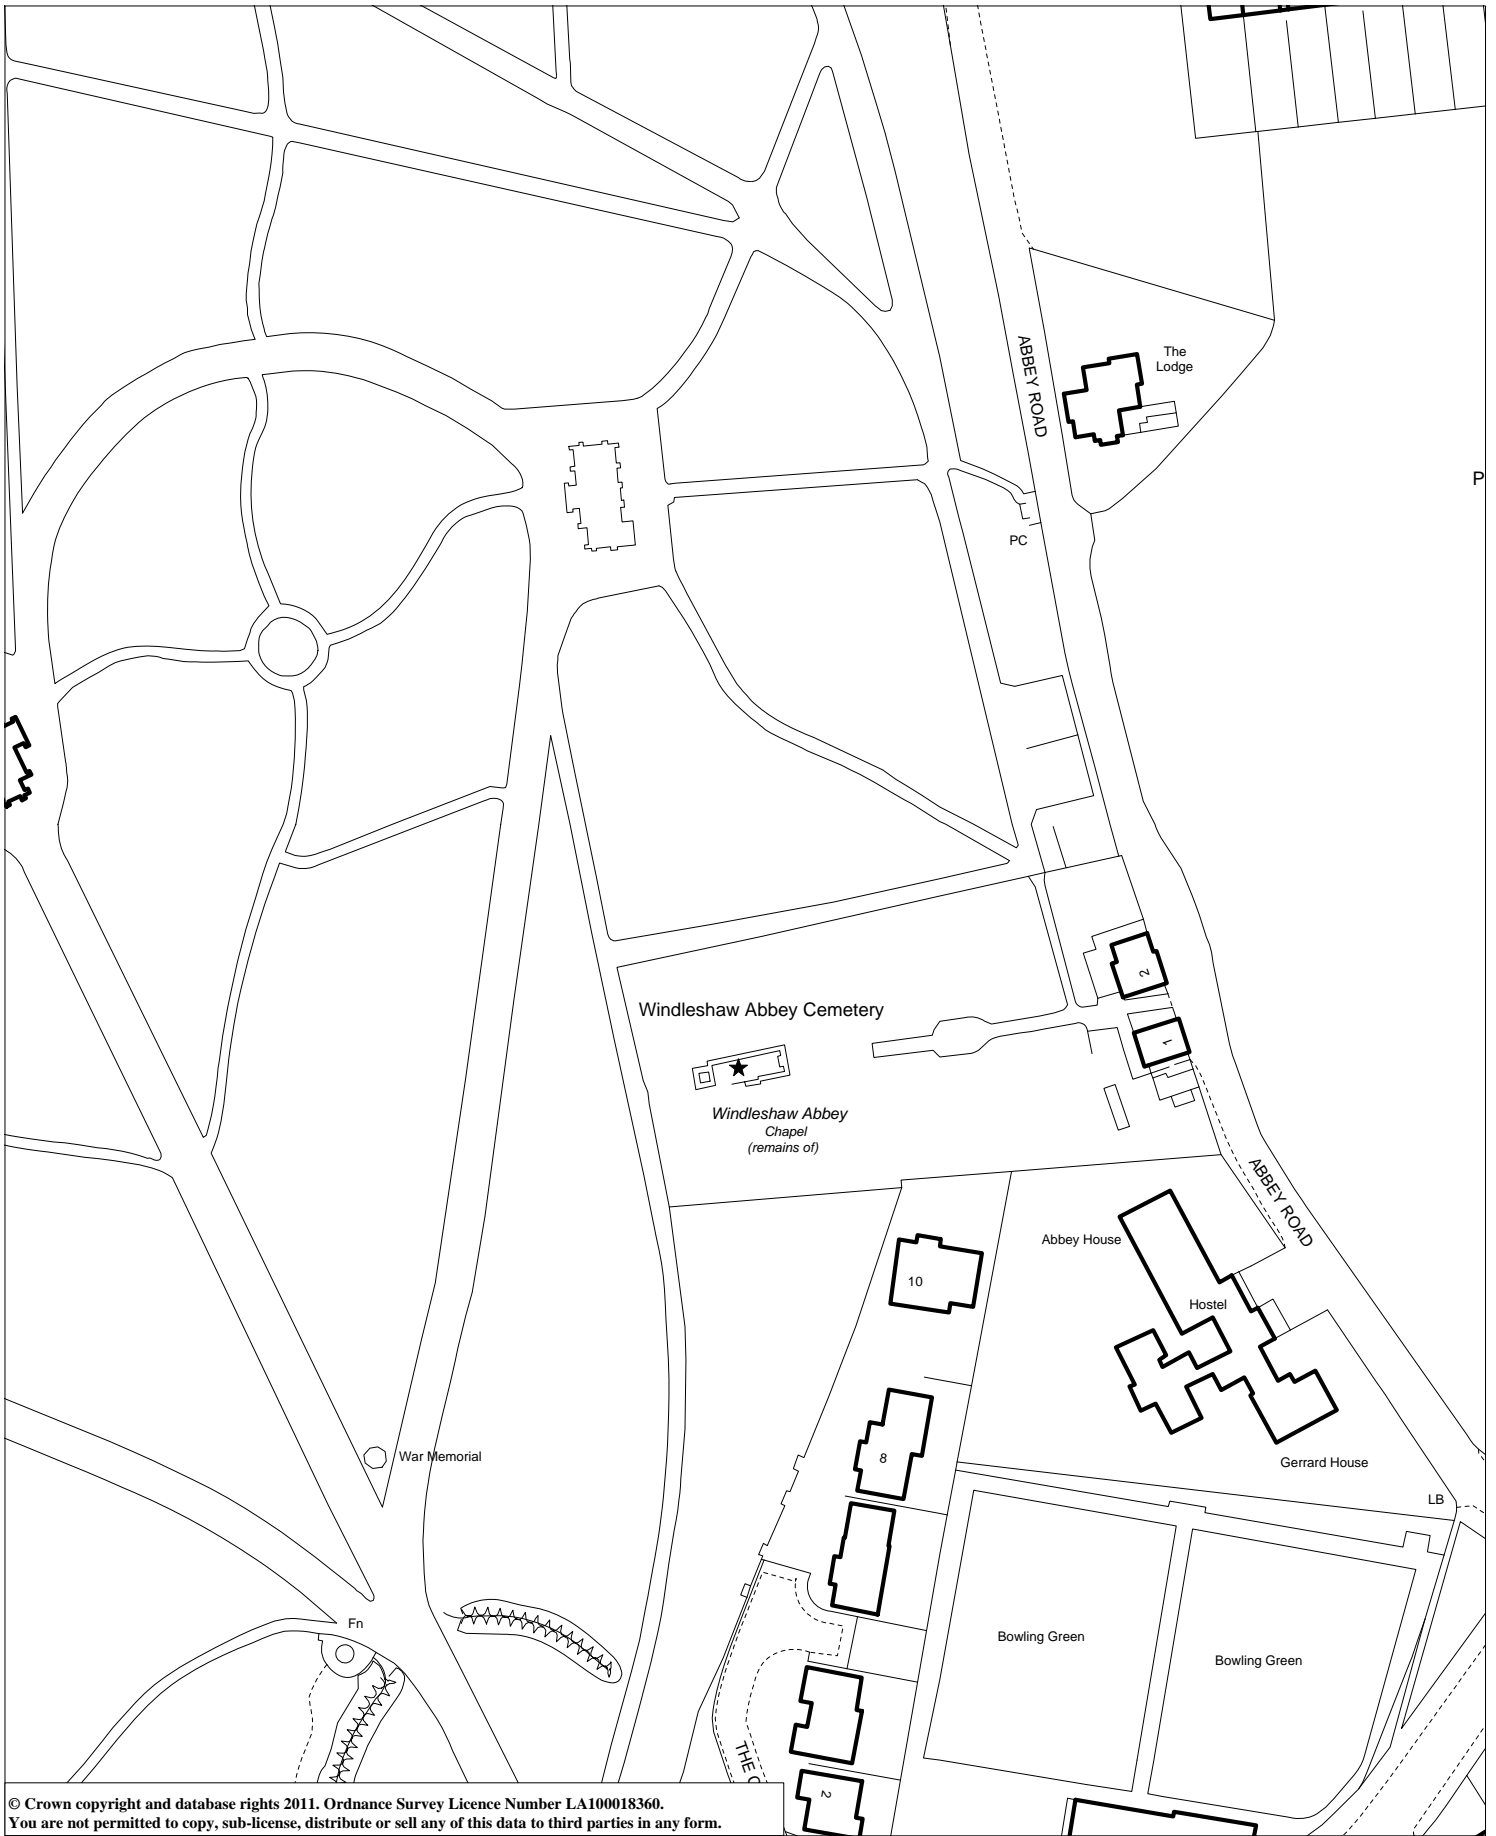 ABBEY ROAD
The
Lodge
P
PC
2
Windleshaw Abbey Cemetery
1
Windleshaw Abbey
Chapel
(remains of)
ABBEY ROAD
Abbey House
10
Hostel
War Memorial
8
Gerrard House
LB
Fn
Bowling Green
Bowling Green
THE
2
© Crown copyright and database rights 2011. Ordnance Survey Licence Number LA100018360.
You are not permitted to copy, sub-license, distribute or sell any of this data to third parties in any form.